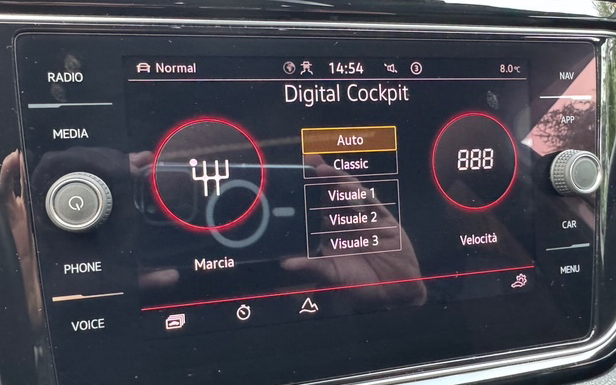 RADIO
MEDIA
PHONE
VOICE
Normal
14:54
3
8.0°C
Digital Cockpit
Auto
Classic
Visuale 1
Visuale 2
Visuale 3
Marcia
888
Velocità
NAV
APP
CAR
MENU